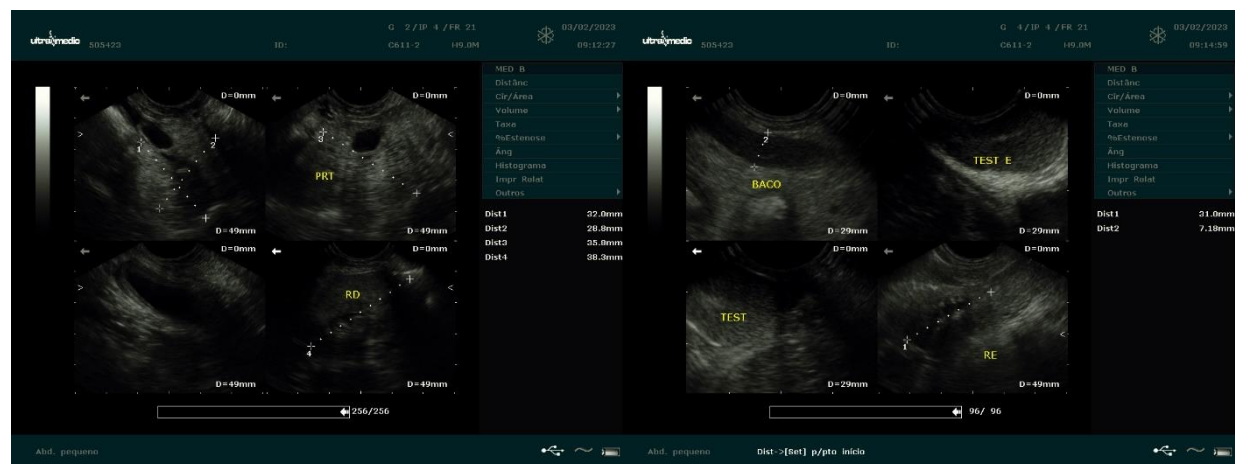 ultramedic 505423 ID: G 2/IP 4 /FR 21
C611-2 H9.0M
03/02/2023
09:12:27
MED B
Distânc
Cir/Área
Volume
Taxa
%Estenose
Âng
Histograma
Impr Relat
Outros
Dist1 32.0mm
Dist2 28.8mm
Dist3 35.8mm
Dist4 38.3mm
D=0mm
D=0mm
1
2
3
PRT
D=49mm
D=49mm
D=0mm
D=0mm
RD
4
D=49mm
D=49mm
256/256
Abd. pequeno
ultramedic 505423 ID: G 4/IP 4 /FR 21
C611-2 H9.0M
03/02/2023
09:14:59
MED B
Distânc
Cir/Área
Volume
Taxa
%Estenose
Âng
Histograma
Impr Relat
Outros
Dist1 31.0mm
Dist2 7.18mm
D=0mm
D=0mm
2
BACO
TEST E
D=29mm
D=29mm
D=0mm
D=0mm
TEST
1
RE
D=29mm
D=49mm
96/ 96
Abd. pequeno
Dist->[Set] p/pto início